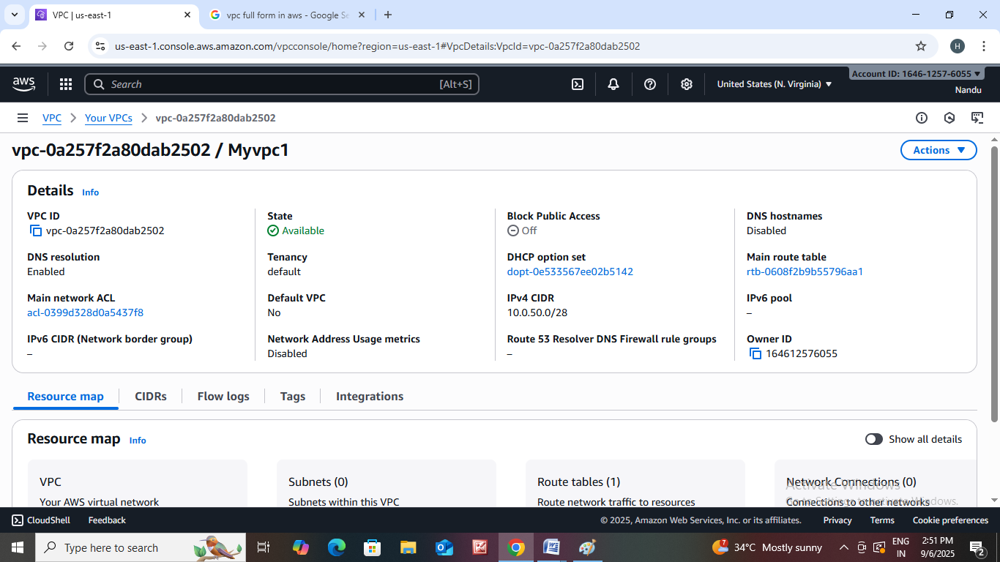 VPC | us-east-1
vpc full form in aws - Google Se
us-east-1.console.aws.amazon.com/vpcconsole/home?region=us-east-1#VpcDetails:VpcId=vpc-0a257f2a80dab2502
H
aws
Search
[Alt+S]
United States (N. Virginia)
Account ID: 1646-1257-6055
Nandu
VPC
Your VPCs
vpc-0a257f2a80dab2502
vpc-0a257f2a80dab2502 / Myvpc1
Actions
Details Info
VPC ID
vpc-0a257f2a80dab2502
State
Available
Block Public Access
Off
DNS hostnames
Disabled
DNS resolution
Enabled
Tenancy
default
DHCP option set
dopt-0e533567ee02b5142
Main route table
rtb-0608f2b9b55796aa1
Main network ACL
acl-0399d328d0a5437f8
Default VPC
No
IPv4 CIDR
10.0.50.0/28
IPv6 pool
–
IPv6 CIDR (Network border group)
–
Network Address Usage metrics
Disabled
Route 53 Resolver DNS Firewall rule groups
–
Owner ID
164612576055
Resource map
CIDRs
Flow logs
Tags
Integrations
Resource map Info
Show all details
VPC
Your AWS virtual network
Subnets (0)
Subnets within this VPC
Route tables (1)
Route network traffic to resources
Network Connections (0)
Connections to other networks
Activate Windows
Go to Settings to activate Windows.
CloudShell
Feedback
© 2025, Amazon Web Services, Inc. or its affiliates.
Privacy
Terms
Cookie preferences
Type here to search
7
34°C Mostly sunny
ENG
IN
2:51 PM
9/6/2025
2